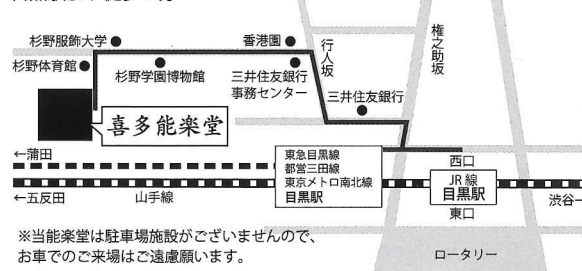 杉野服飾大学
香港園
行人坂
権之助坂
杉野体育館
杉野学園博物館
三井住友銀行
事務センター
三井住友銀行
喜多能楽堂
←蒲田
東急目黒線
都営三田線
東京メトロ南北線
目黒駅
西口
JR線
目黒駅
東口
←五反田
山手線
渋谷→
※当能楽堂は駐車場施設がございませんので、
お車でのご来場はご遠慮願います。
ロータリー